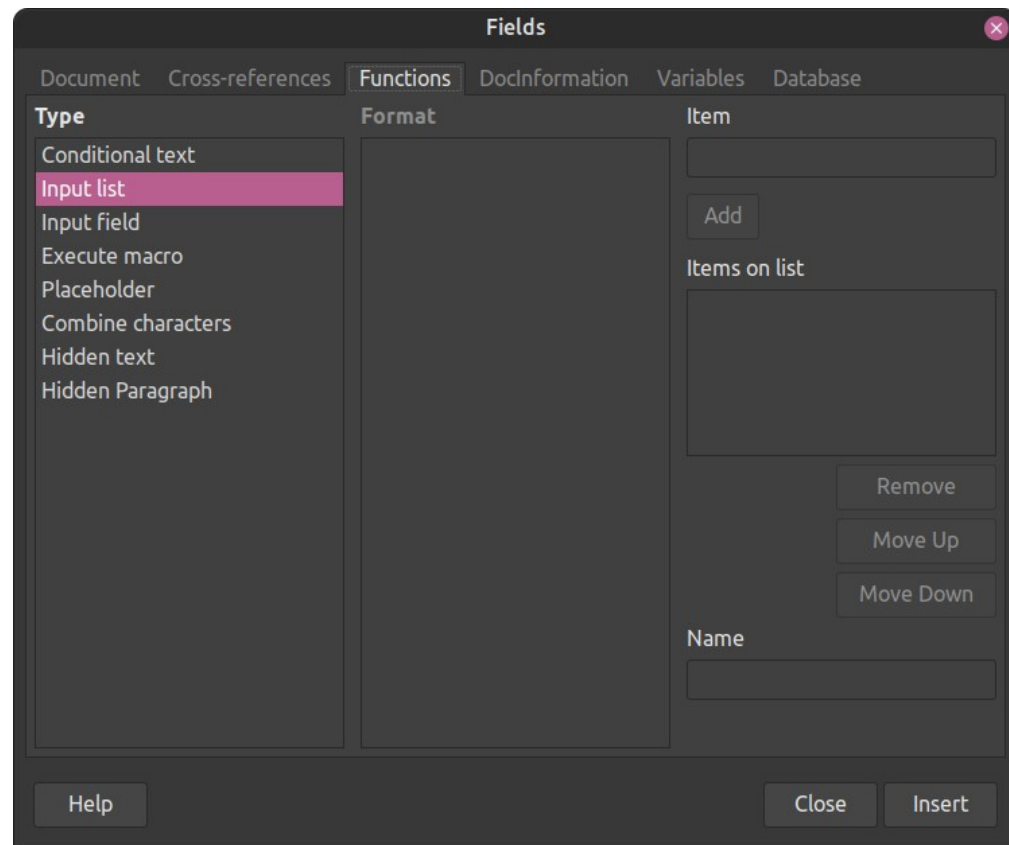 Fields
Document Cross-references Functions DocInformation Variables Database
Type
Conditional text
Input list
Input field
Execute macro
Placeholder
Combine characters
Hidden text
Hidden Paragraph
Format
Item
Add
Items on list
Remove
Move Up
Move Down
Name
Help
Close
Insert